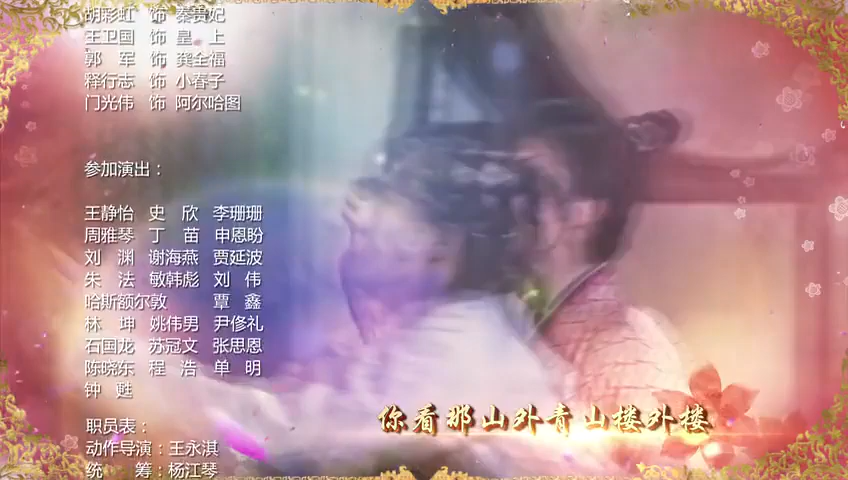 胡彩虹 饰 秦贵妃
王卫国 饰 皇 上
郭 军 饰 龚全福
释行志 饰 小春子
门光伟 饰 阿尔哈图
参加演出：
王静怡 史 欣 李珊珊
周雅琴 丁 苗 申恩盼
刘 渊 谢海燕 贾延波
朱 法 敏韩彪 刘 伟
哈斯额尔敦 覃 鑫
林 坤 姚伟男 尹修礼
石国龙 苏冠文 张思恩
陈晓东 程 浩 单 明
钟 甦
你看那山外青山楼外楼
职员表：
动作导演：王永淇
统 筹：杨江琴